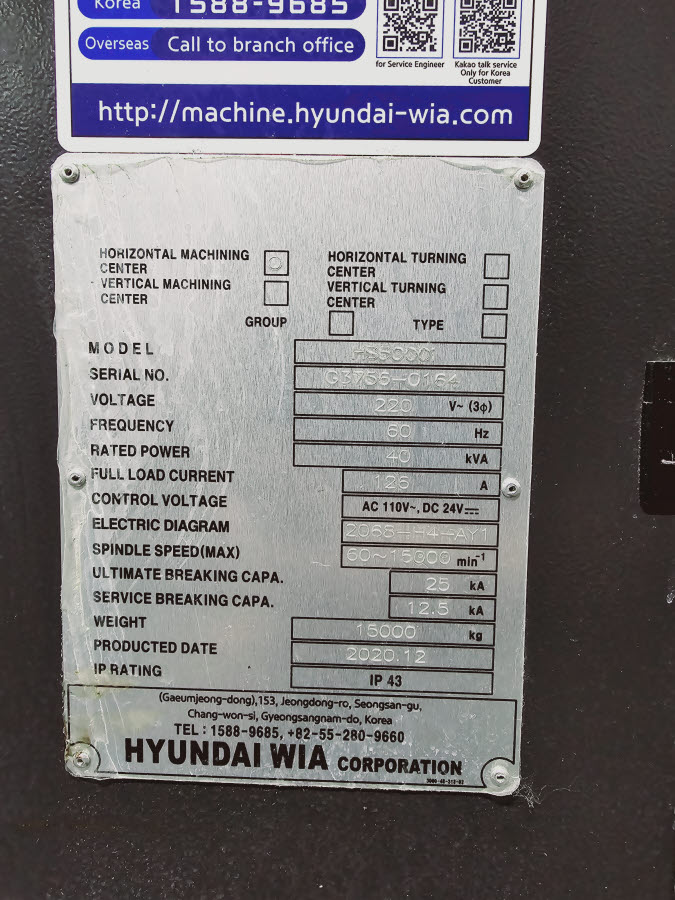 Korea 1588-9685
Overseas Call to branch office
for Service Engineer
Kakao talk service
Only for Korea
Customer
http://machine.hyundai-wia.com
HORIZONTAL MACHINING
CENTER
HORIZONTAL TURNING
CENTER
VERTICAL MACHINING
CENTER
VERTICAL TURNING
CENTER
GROUP TYPE
MODEL
SERIAL NO. G3756-0164
VOLTAGE 220 V~ (3φ)
FREQUENCY 60 Hz
RATED POWER 40 kVA
FULL LOAD CURRENT 126 A
CONTROL VOLTAGE AC 110V~, DC 24V⎓
ELECTRIC DIAGRAM 2068-H4-AY1
SPINDLE SPEED(MAX) 60~15000 min⁻¹
ULTIMATE BREAKING CAPA. 25 kA
SERVICE BREAKING CAPA. 12.5 kA
WEIGHT 15000 kg
PRODUCTED DATE 2020.12
IP RATING IP 43
(Gaeumjeong-dong),153, Jeongdong-ro, Seongsan-gu,
Chang-won-si, Gyeongsangnam-do, Korea
TEL : 1588-9685, +82-55-280-9660
HYUNDAI WIA CORPORATION